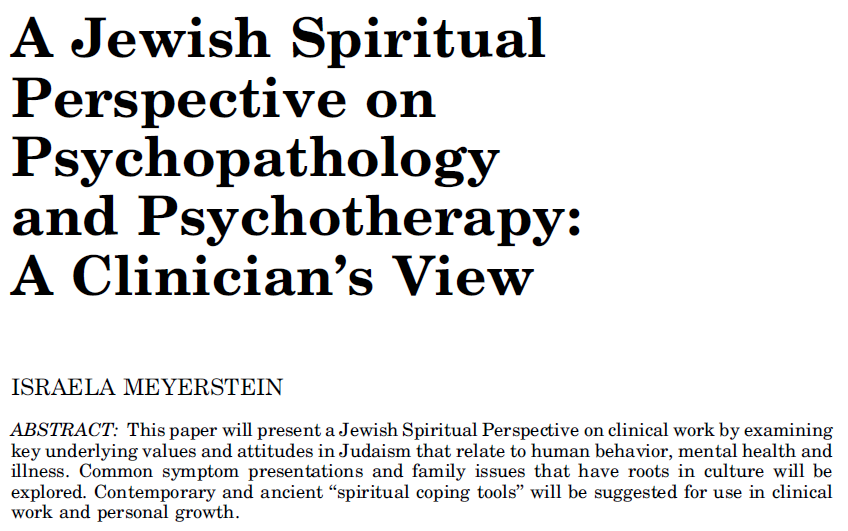 A Jewish Spiritual
Perspective on
Psychopathology
and Psychotherapy:
A Clinician’s View
ISRAELA MEYERSTEIN
ABSTRACT: This paper will present a Jewish Spiritual Perspective on clinical work by examining
key underlying values and attitudes in Judaism that relate to human behavior, mental health and
illness. Common symptom presentations and family issues that have roots in culture will be
explored. Contemporary and ancient “spiritual coping tools” will be suggested for use in clinical
work and personal growth.